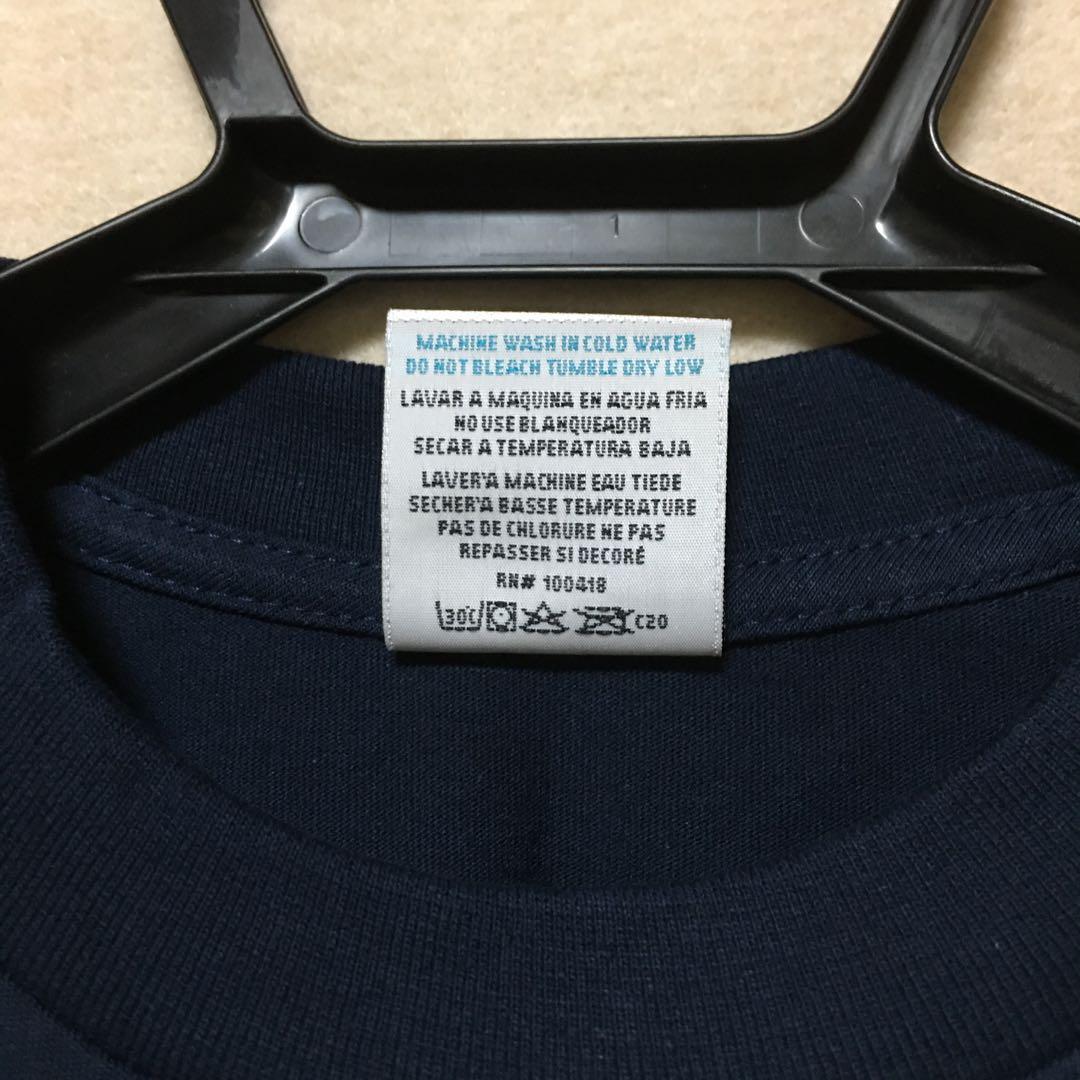 1
MACHINE WASH IN COLD WATER
DO NOT BLEACH TUMBLE DRY LOW
LAVAR A MAQUINA EN AGUA FRIA
NO USE BLANQUEADOR
SECAR A TEMPERATURA BAJA
LAVER'A MACHINE EAU TIEDE
SECHER'A BASSE TEMPERATURE
PAS DE CHLORURE NE PAS
REPASSER SI DECORÉ
RN# 100418
30°C C20